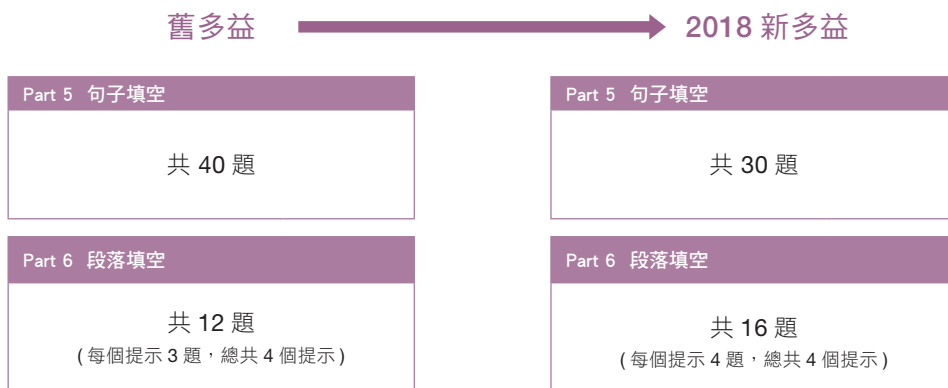 舊多益
2018 新多益
Part 5 句子填空
共 40 題
Part 5 句子填空
共 30 題
Part 6 段落填空
共 12 題
(每個提示 3 題，總共 4 個提示)
Part 6 段落填空
共 16 題
(每個提示 4 題，總共 4 個提示)